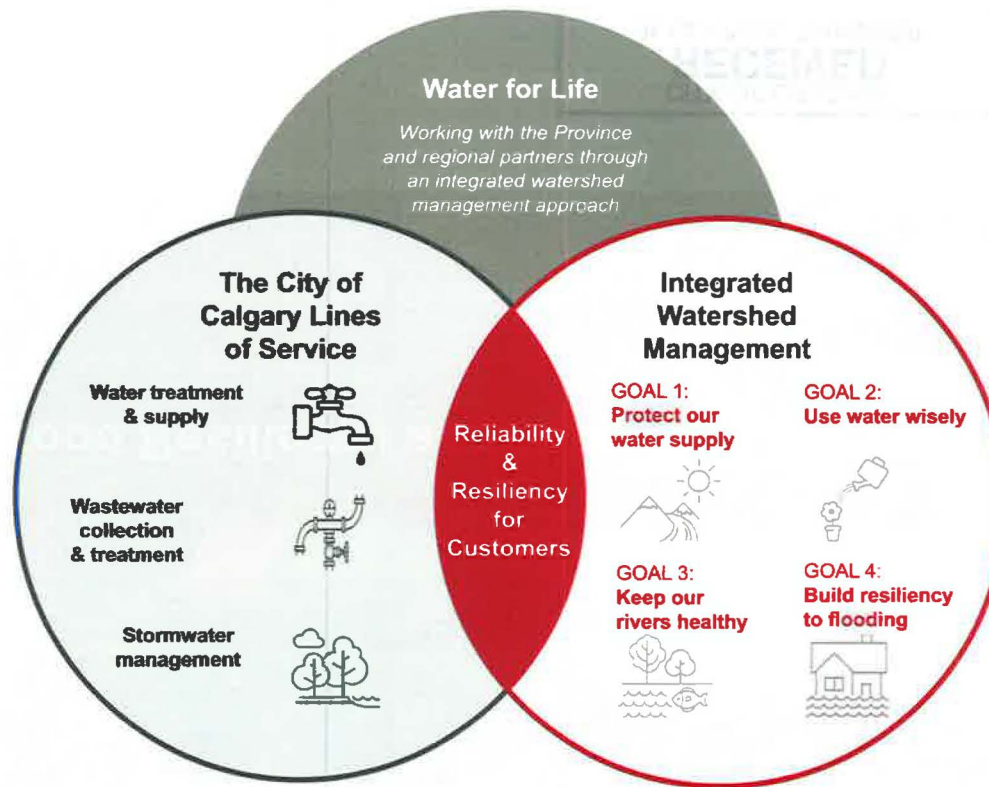 Water for Life
Working with the Province
and regional partners through
an integrated watershed
management approach
The City of
Calgary Lines
of Service
Water treatment
& supply
Wastewater
collection
& treatment
Stormwater
management
Reliability
&
Resiliency
for
Customers
Integrated
Watershed
Management
GOAL 1:
Protect our
water supply
GOAL 2:
Use water wisely
GOAL 3:
Keep our
rivers healthy
GOAL 4:
Build resiliency
to flooding